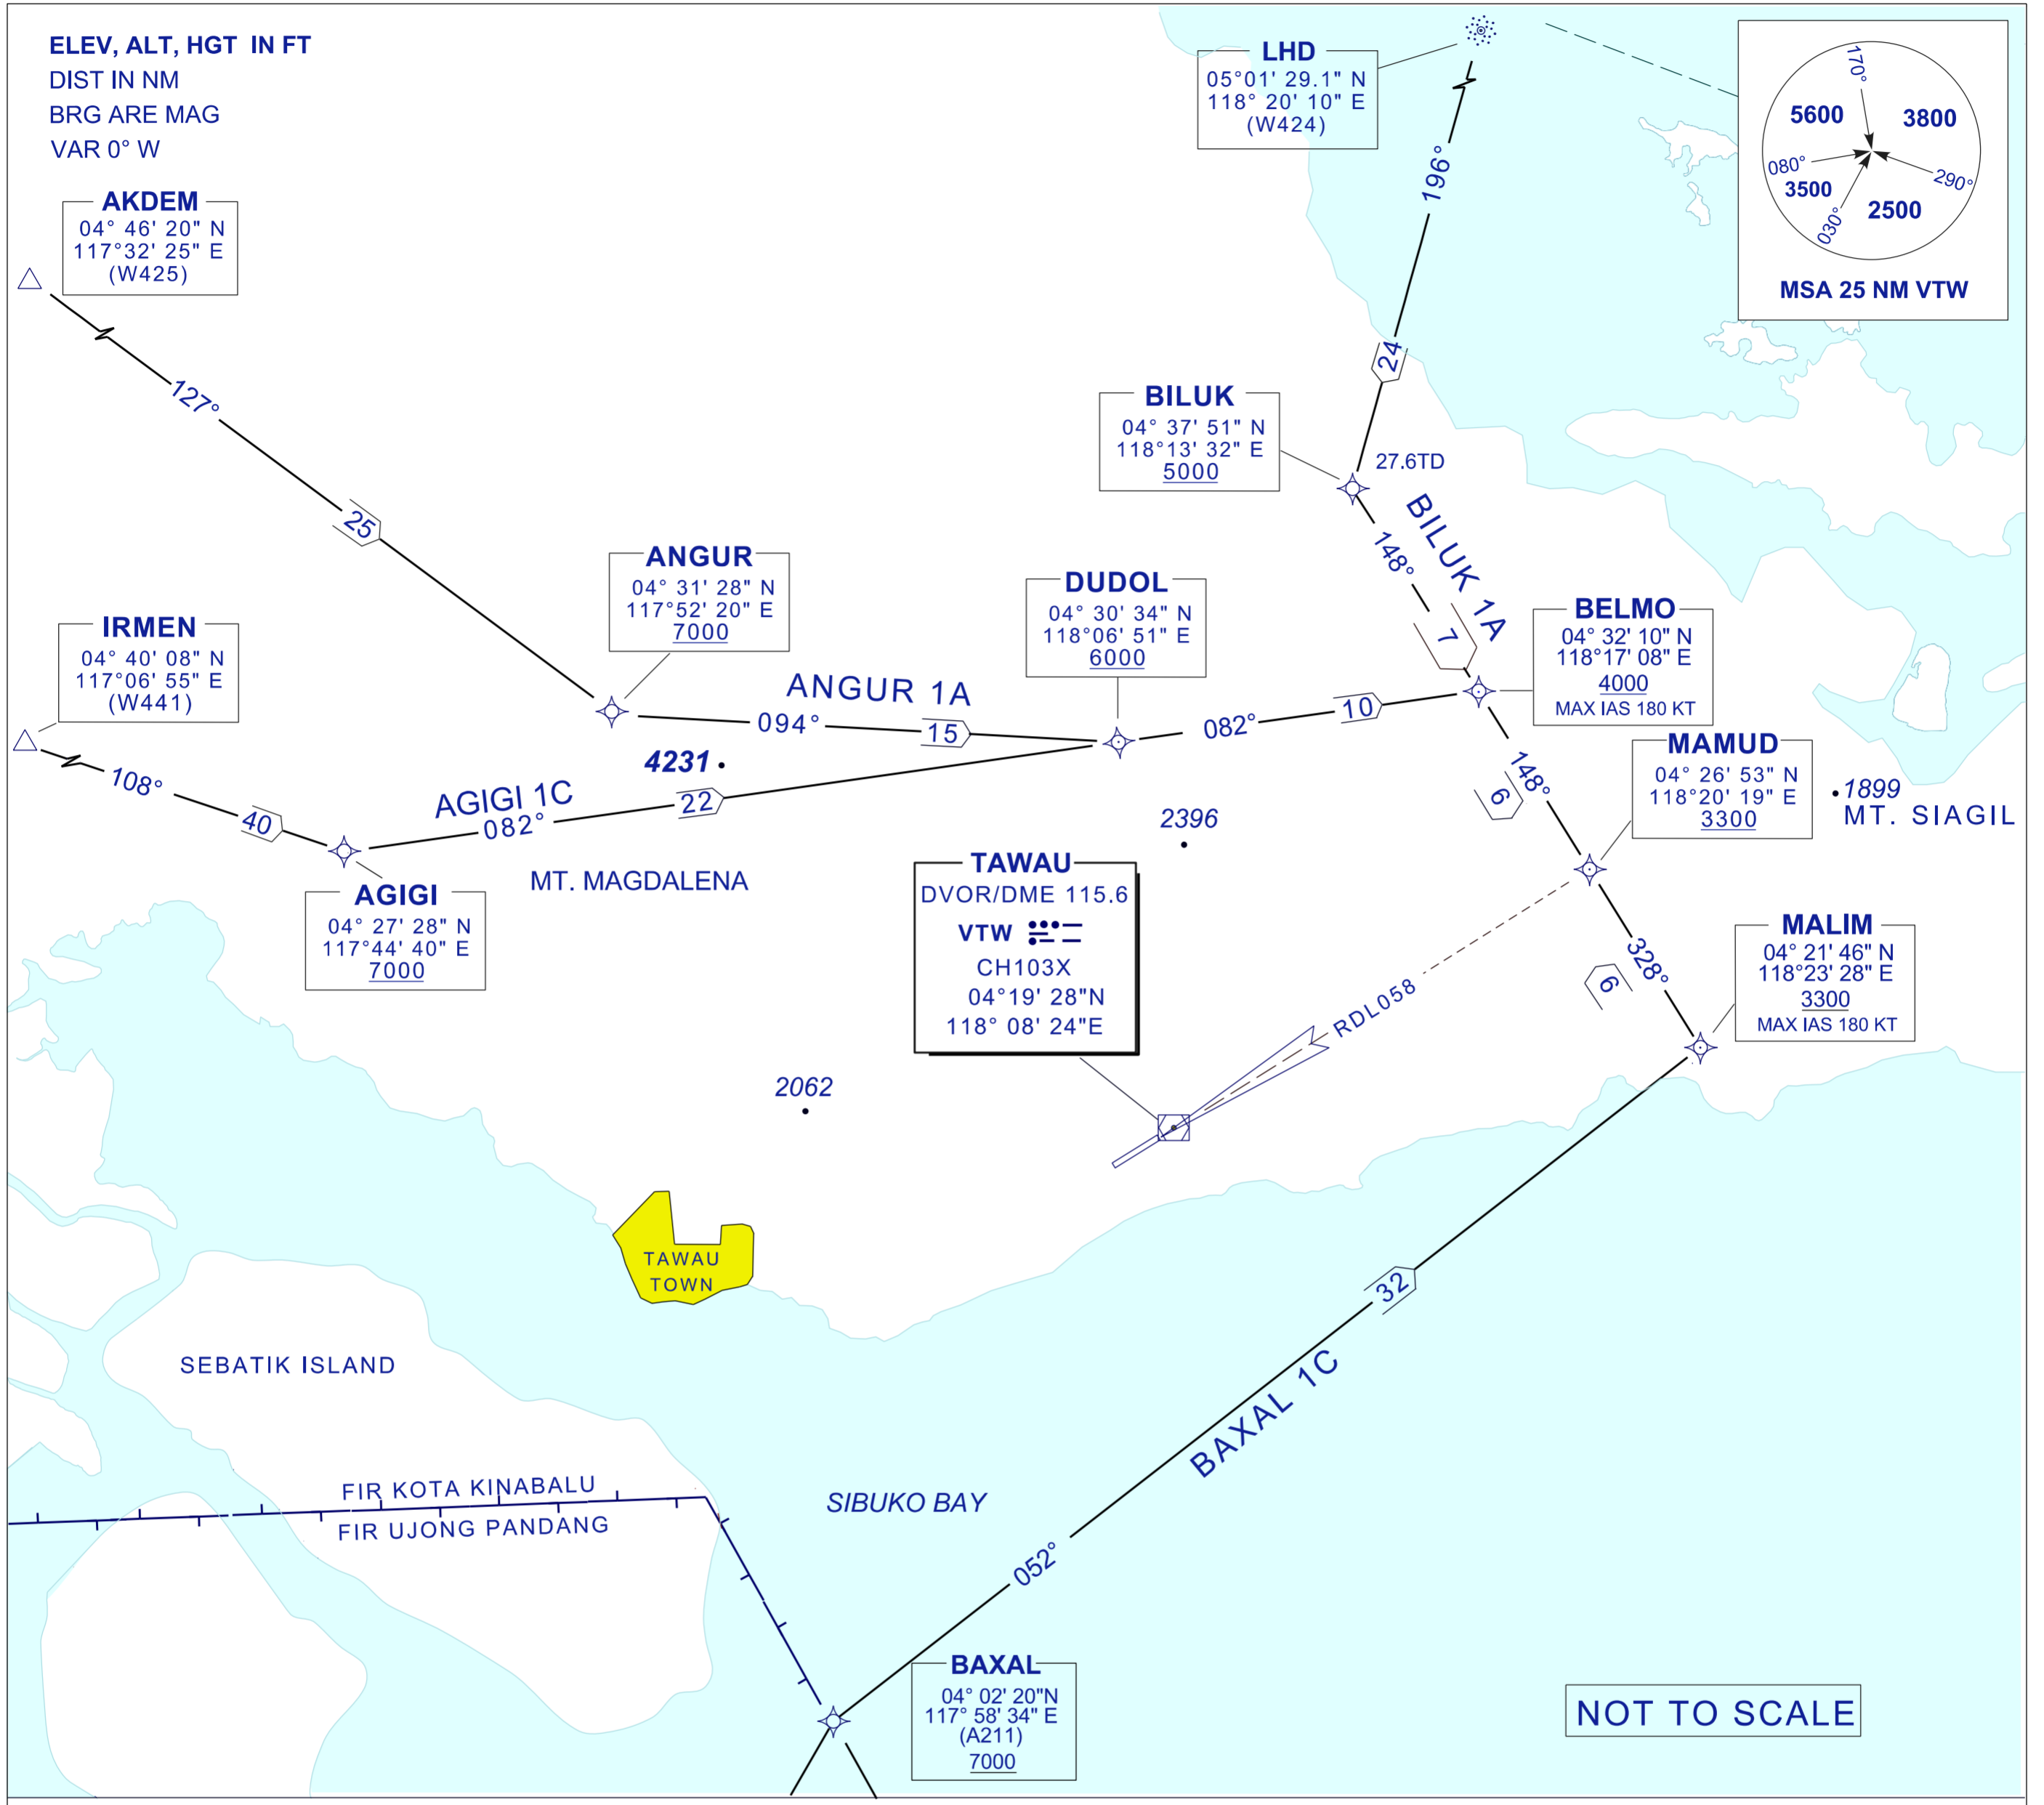 ELEV, ALT, HGT IN FT
DIST IN NM
BRG ARE MAG
VAR 0° W
LHD
05°01' 29.1" N
118° 20' 10" E
(W424)
170°
5600
3800
080°
290°
3500
2500
030°
MSA 25 NM VTW
196°
24
AKDEM
04° 46' 20" N
117°32' 25" E
(W425)
127°
25
BILUK
04° 37' 51" N
118°13' 32" E
5000
27.6TD
BILUK 1A
148°
7
ANGUR
04° 31' 28" N
117°52' 20" E
7000
DUDOL
04° 30' 34" N
118°06' 51" E
6000
BELMO
04° 32' 10" N
118°17' 08" E
4000
MAX IAS 180 KT
IRMEN
04° 40' 08" N
117°06' 55" E
(W441)
ANGUR 1A
094°
15
082°
10
108°
40
4231
AGIGI 1C
082°
22
148°
6
MAMUD
04° 26' 53" N
118°20' 19" E
3300
1899
MT. SIAGIL
2396
MT. MAGDALENA
AGIGI
04° 27' 28" N
117°44' 40" E
7000
TAWAU
DVOR/DME 115.6
VTW
CH103X
04°19' 28"N
118° 08' 24"E
328°
6
MALIM
04° 21' 46" N
118°23' 28" E
3300
MAX IAS 180 KT
RDL058
2062
TAWAU
TOWN
32
SEBATIK ISLAND
BAXAL 1C
FIR KOTA KINABALU
FIR UJONG PANDANG
SIBUKO BAY
052°
BAXAL
04° 02' 20"N
117° 58' 34" E
(A211)
7000
NOT TO SCALE